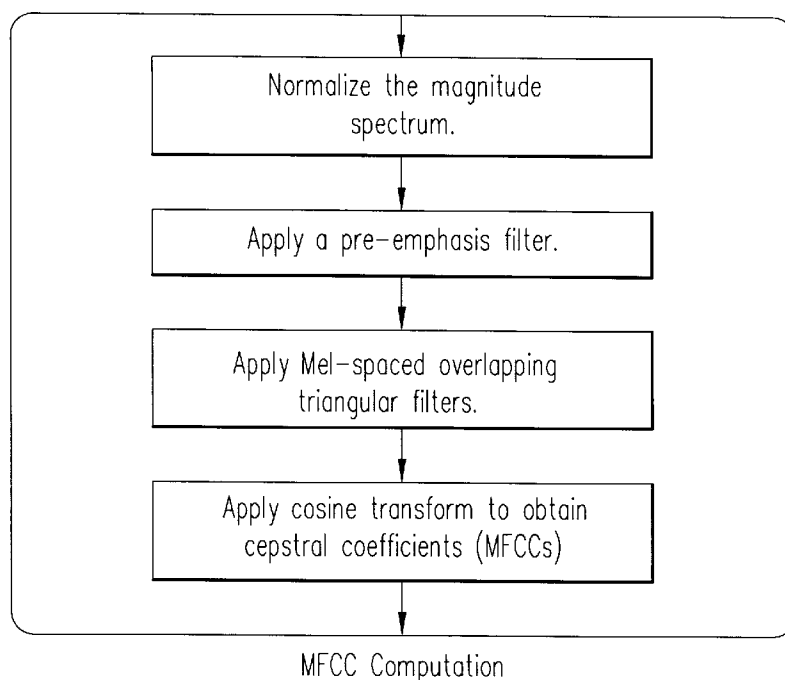 Normalize the magnitude
spectrum.
Apply a pre-emphasis filter.
Apply Mel-spaced overlapping
triangular filters.
Apply cosine transform to obtain
cepstral coefficients (MFCCs)
MFCC Computation